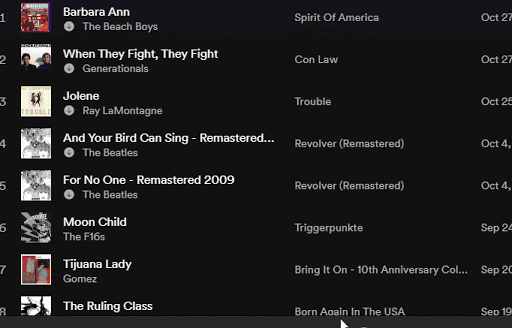 1 Barbara Ann Spirit Of America Oct 27
The Beach Boys
2 When They Fight, They Fight Con Law Oct 27
Generationals
3 Jolene Trouble Oct 25
Ray LaMontagne
4 And Your Bird Can Sing - Remastered... Revolver (Remastered) Oct 4,
The Beatles
5 For No One - Remastered 2009 Revolver (Remastered) Oct 4,
The Beatles
6 Moon Child Triggerpunkte Sep 24
The F16s
7 Tijuana Lady Bring It On - 10th Anniversary Col... Sep 20
Gomez
8 The Ruling Class Born Again In The USA Sep 19